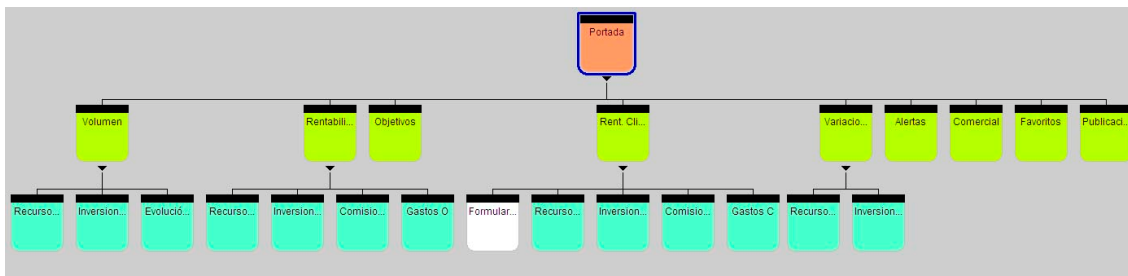 Portada
Volumen
Rentabili...
Objetivos
Rent. Cli...
Variacio...
Alertas
Comercial
Favoritos
Publicaci...
Recurso...
Inversion...
Evolució...
Recurso...
Inversion...
Comisio...
Gastos O
Formular...
Recurso...
Inversion...
Comisio...
Gastos C
Recurso...
Inversion...